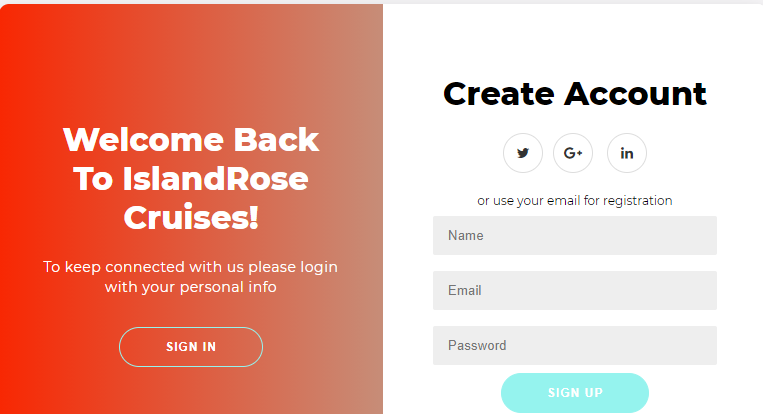 Welcome Back
To IslandRose
Cruises!
To keep connected with us please login
with your personal info
SIGN IN
Create Account
G+
in
or use your email for registration
Name
Email
Password
SIGN UP